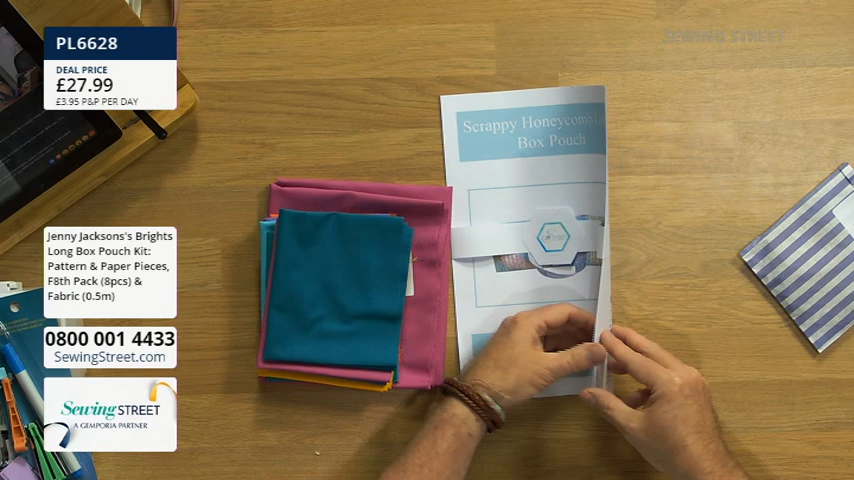 PL6628
DEAL PRICE
£27.99
£3.95 P&P PER DAY
SEWING STREET
Scrappy Honeycomb
Box Pouch
Jenny Jacksons's Brights
Long Box Pouch Kit:
Pattern & Paper Pieces,
F8th Pack (8pcs) &
Fabric (0.5m)
0800 001 4433
SewingStreet.com
Sewing STREET
A GEMPORIA PARTNER